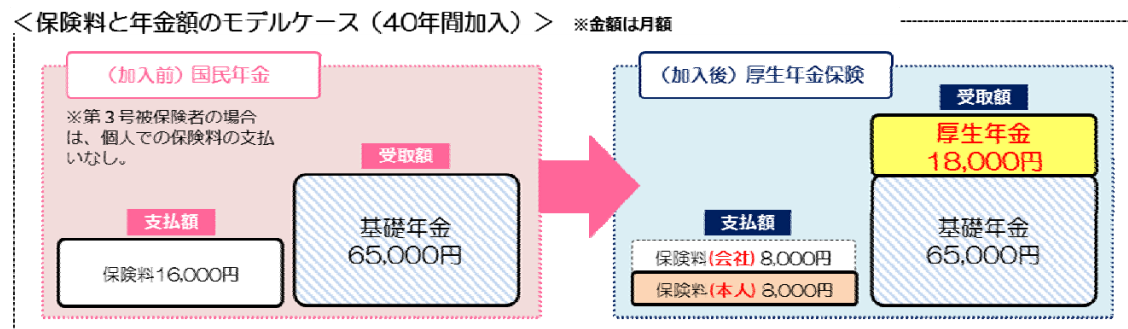 ＜保険料と年金額のモデルケース（40年間加入）＞ ※金額は月額
（加入前）国民年金
※第３号被保険者の場合
は、個人での保険料の支払
いなし。
受取額
基礎年金
65,000円
支払額
保険料16,000円
（加入後）厚生年金保険
受取額
厚生年金
18,000円
基礎年金
65,000円
支払額
保険料(会社) 8,000円
保険料(本人) 8,000円